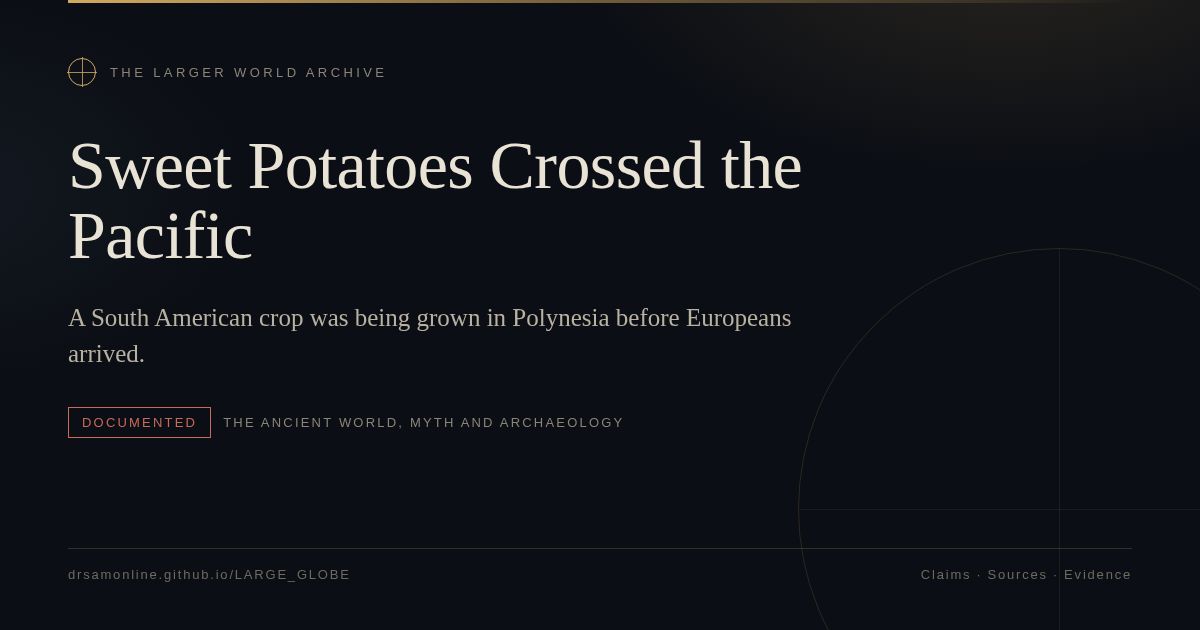 THE LARGER WORLD ARCHIVE
Sweet Potatoes Crossed the
Pacific
A South American crop was being grown in Polynesia before Europeans
arrived.
DOCUMENTED THE ANCIENT WORLD, MYTH AND ARCHAEOLOGY
drsamonline.github.io/LARGE_GLOBE
Claims · Sources · Evidence